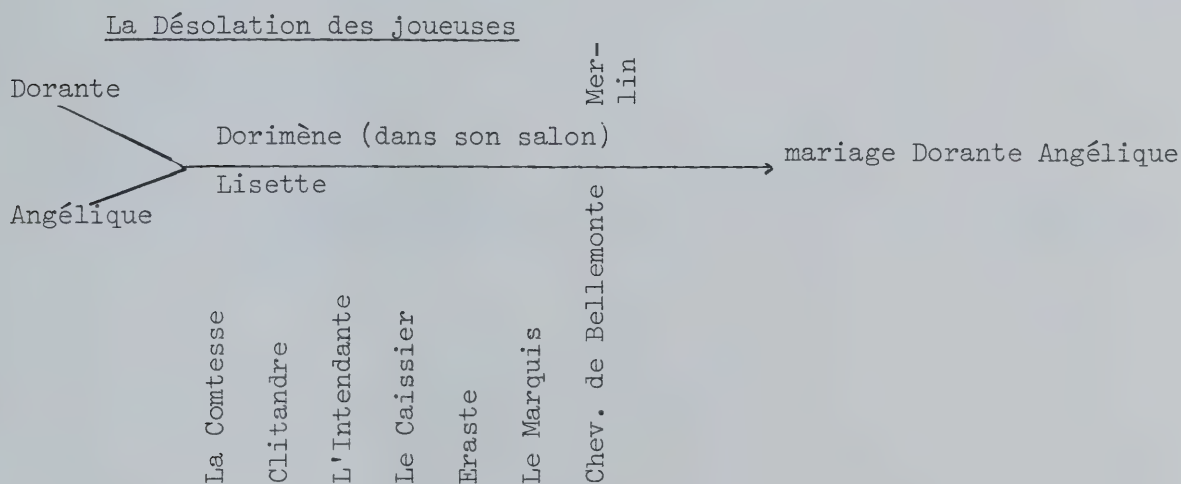 La Désolation des joueuses
Mer-
lin
Dorante
Dorimène (dans son salon)
mariage Dorante Angélique
Lisette
Angélique
La Comtesse
Clitandre
L'Intendante
Le Caissier
Eraste
Le Marquis
Chev. de Bellemonte